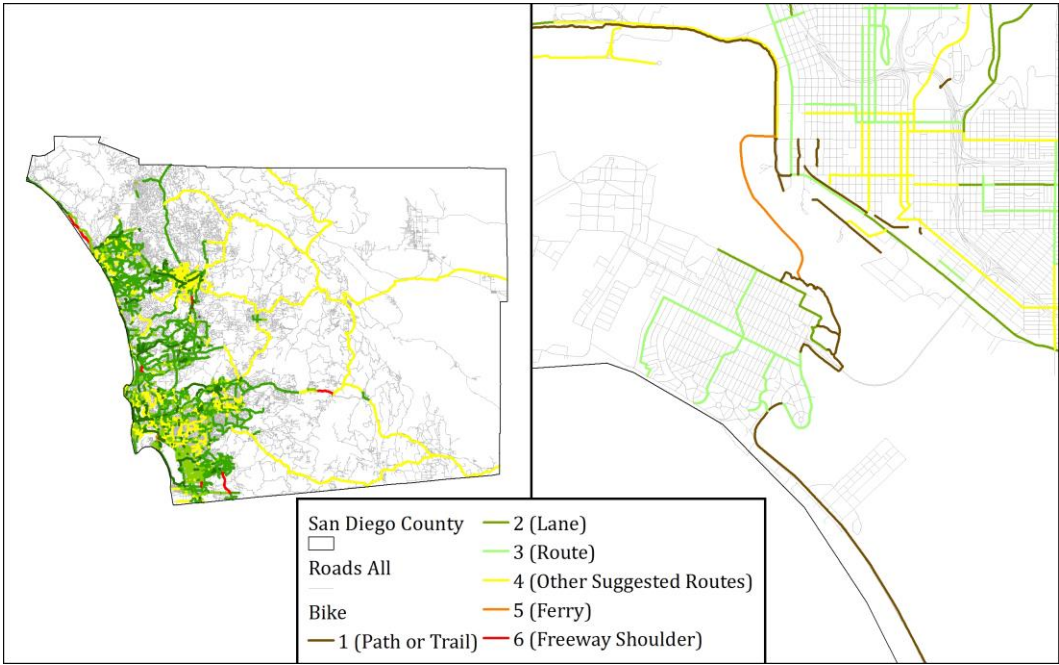 San Diego County
Roads All
Bike
1 (Path or Trail)
2 (Lane)
3 (Route)
4 (Other Suggested Routes)
5 (Ferry)
6 (Freeway Shoulder)